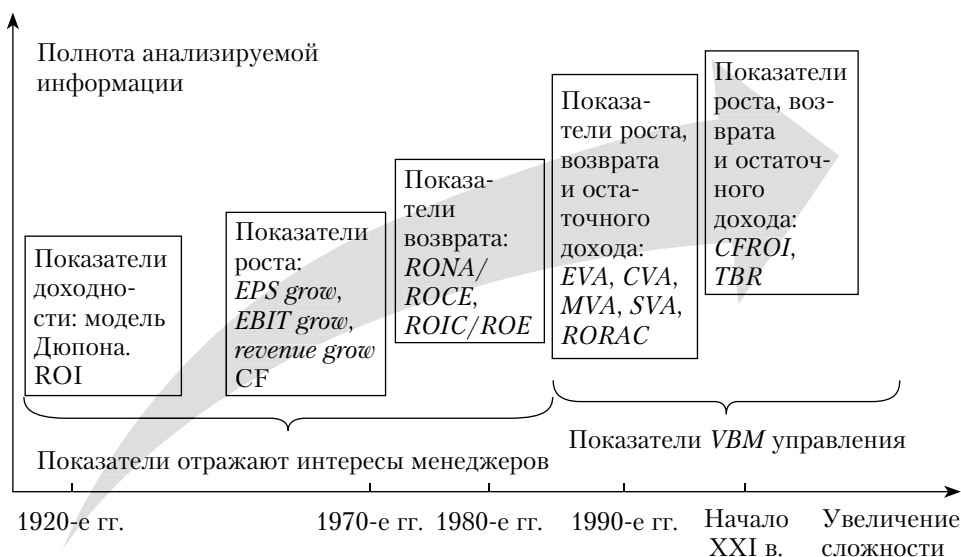 Полнота анализируемой
информации
Показатели
доходно-
сти: модель
Дюпона.
ROI
Показатели
роста:
EPS grow,
EBIT grow,
revenue grow
CF
Показа-
тели
возврата:
RONA/
ROCE,
ROIC/ROE
Показа-
тели роста,
возврата
и оста-
точного
дохода:
EVA, CVA,
MVA, SVA,
RORAC
Показатели
роста, воз-
врата
и остаточ-
ного
дохода:
CFROI,
TBR
Показатели отражают интересы менеджеров
Показатели VBM управления
1920-е гг.
1970-е гг.
1980-е гг.
1990-е гг.
Начало
XXI в.
Увеличение
сложности